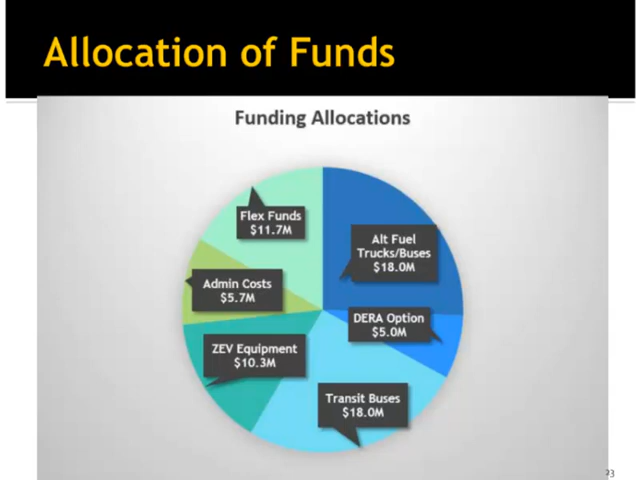 Allocation of Funds
Funding Allocations
Flex Funds
$11.7M
Alt Fuel
Trucks/Buses
$18.0M
Admin Costs
$5.7M
DERA Option
$5.0M
ZEV Equipment
$10.3M
Transit Buses
$18.0M